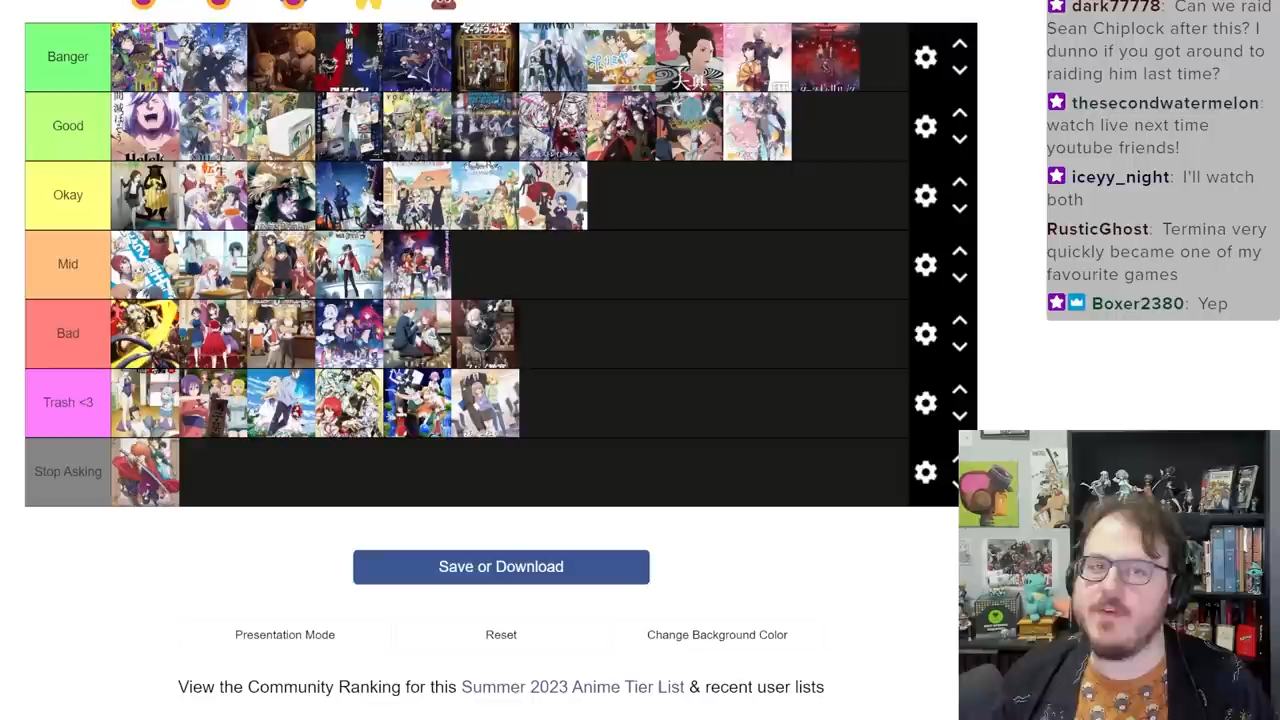 dark77778: Can we raid
Sean Chiplock after this? I
dunno if you got around to
raiding him last time?
thesecondwatermelon:
watch live next time
youtube friends!
iceyy_night: I'll watch
both
RusticGhost: Termina very
quickly became one of my
favourite games
Boxer2380: Yep
Banger
Good
Okay
Mid
Bad
Trash <3
Stop Asking
Save or Download
Presentation Mode
Reset
Change Background Color
View the Community Ranking for this Summer 2023 Anime Tier List & recent user lists